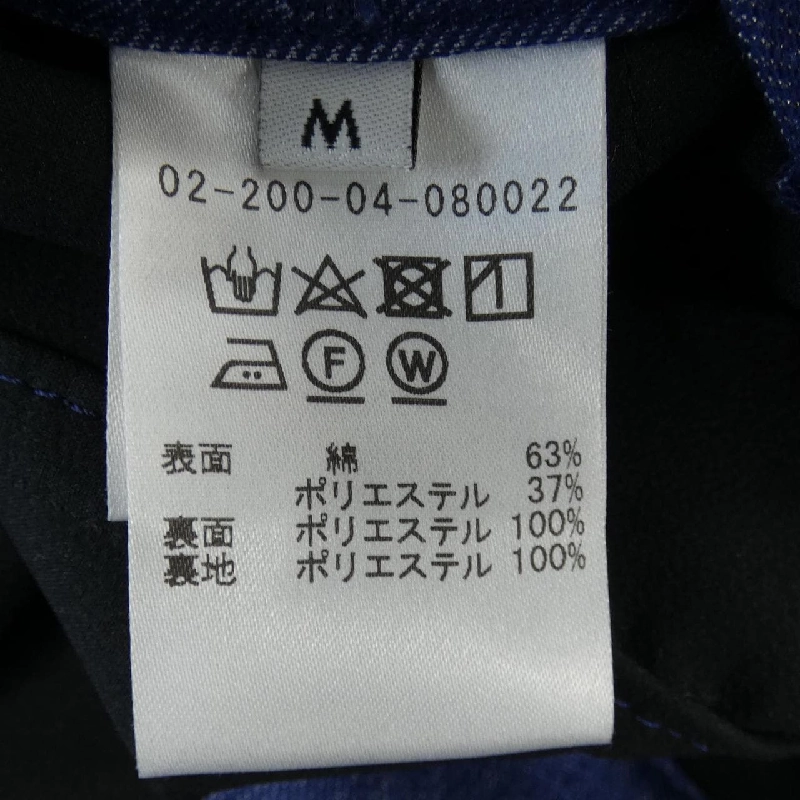 M
02-200-04-080022
F W
表面 綿 63%
ポリエステル 37%
裏面 ポリエステル 100%
裏地 ポリエステル 100%